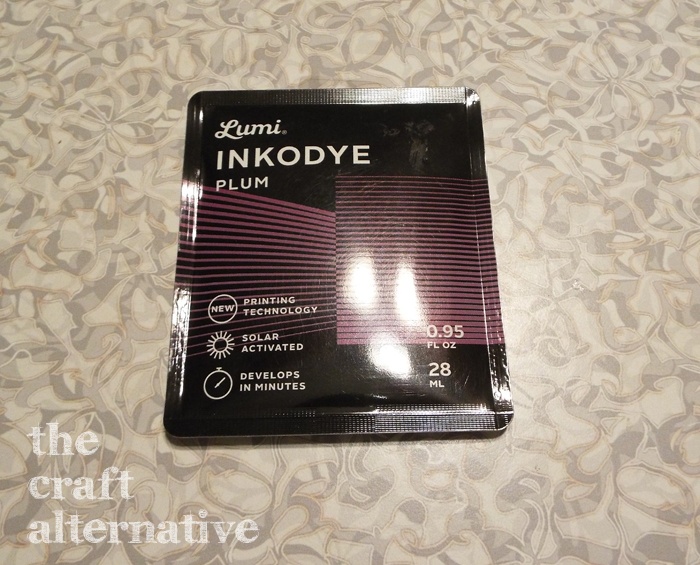 Lumi®
INKODYE
PLUM
NEW
PRINTING
TECHNOLOGY
SOLAR
ACTIVATED
DEVELOPS
IN MINUTES
0.95
FL OZ
28
ML
the
craft
alternative